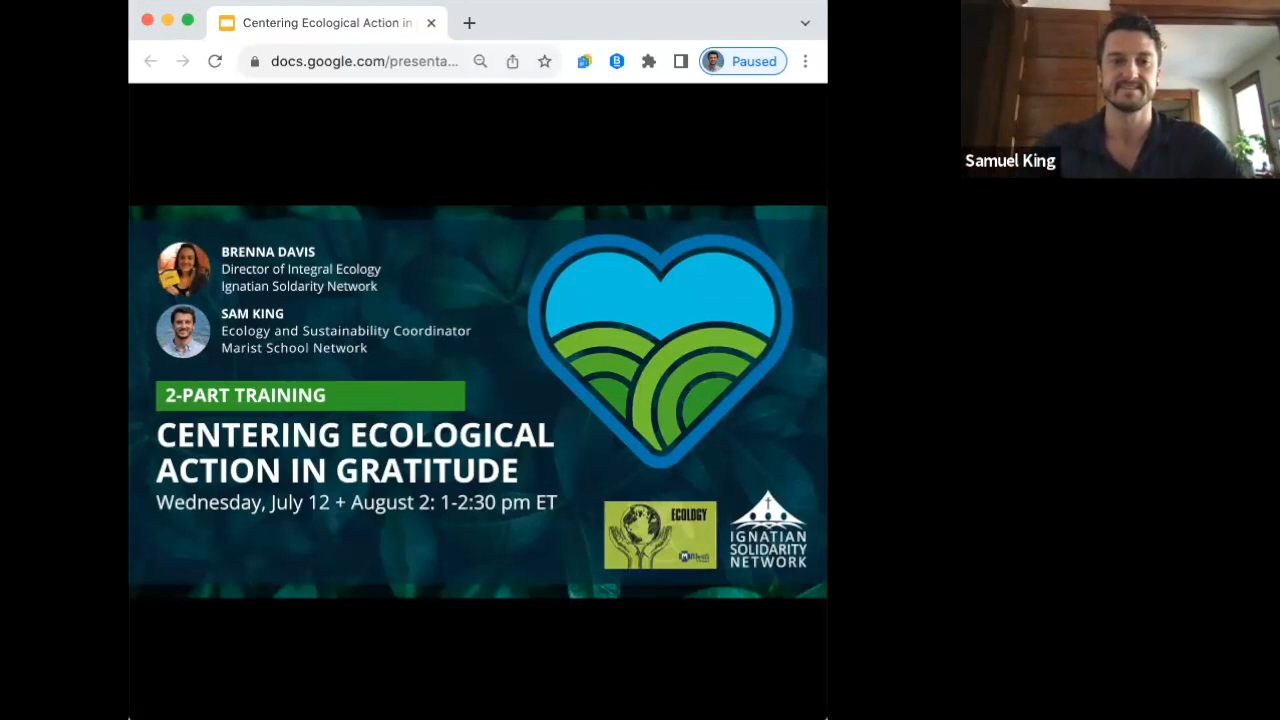 Centering Ecological Action in
docs.google.com/presenta...
Paused
Samuel King
BRENNA DAVIS
Director of Integral Ecology
Ignatian Soldarity Network
SAM KING
Ecology and Sustainability Coordinator
Marist School Network
2-PART TRAINING
CENTERING ECOLOGICAL
ACTION IN GRATITUDE
Wednesday, July 12 + August 2: 1-2:30 pm ET
ECOLOGY
IGNATIAN
SOLIDARITY
NETWORK